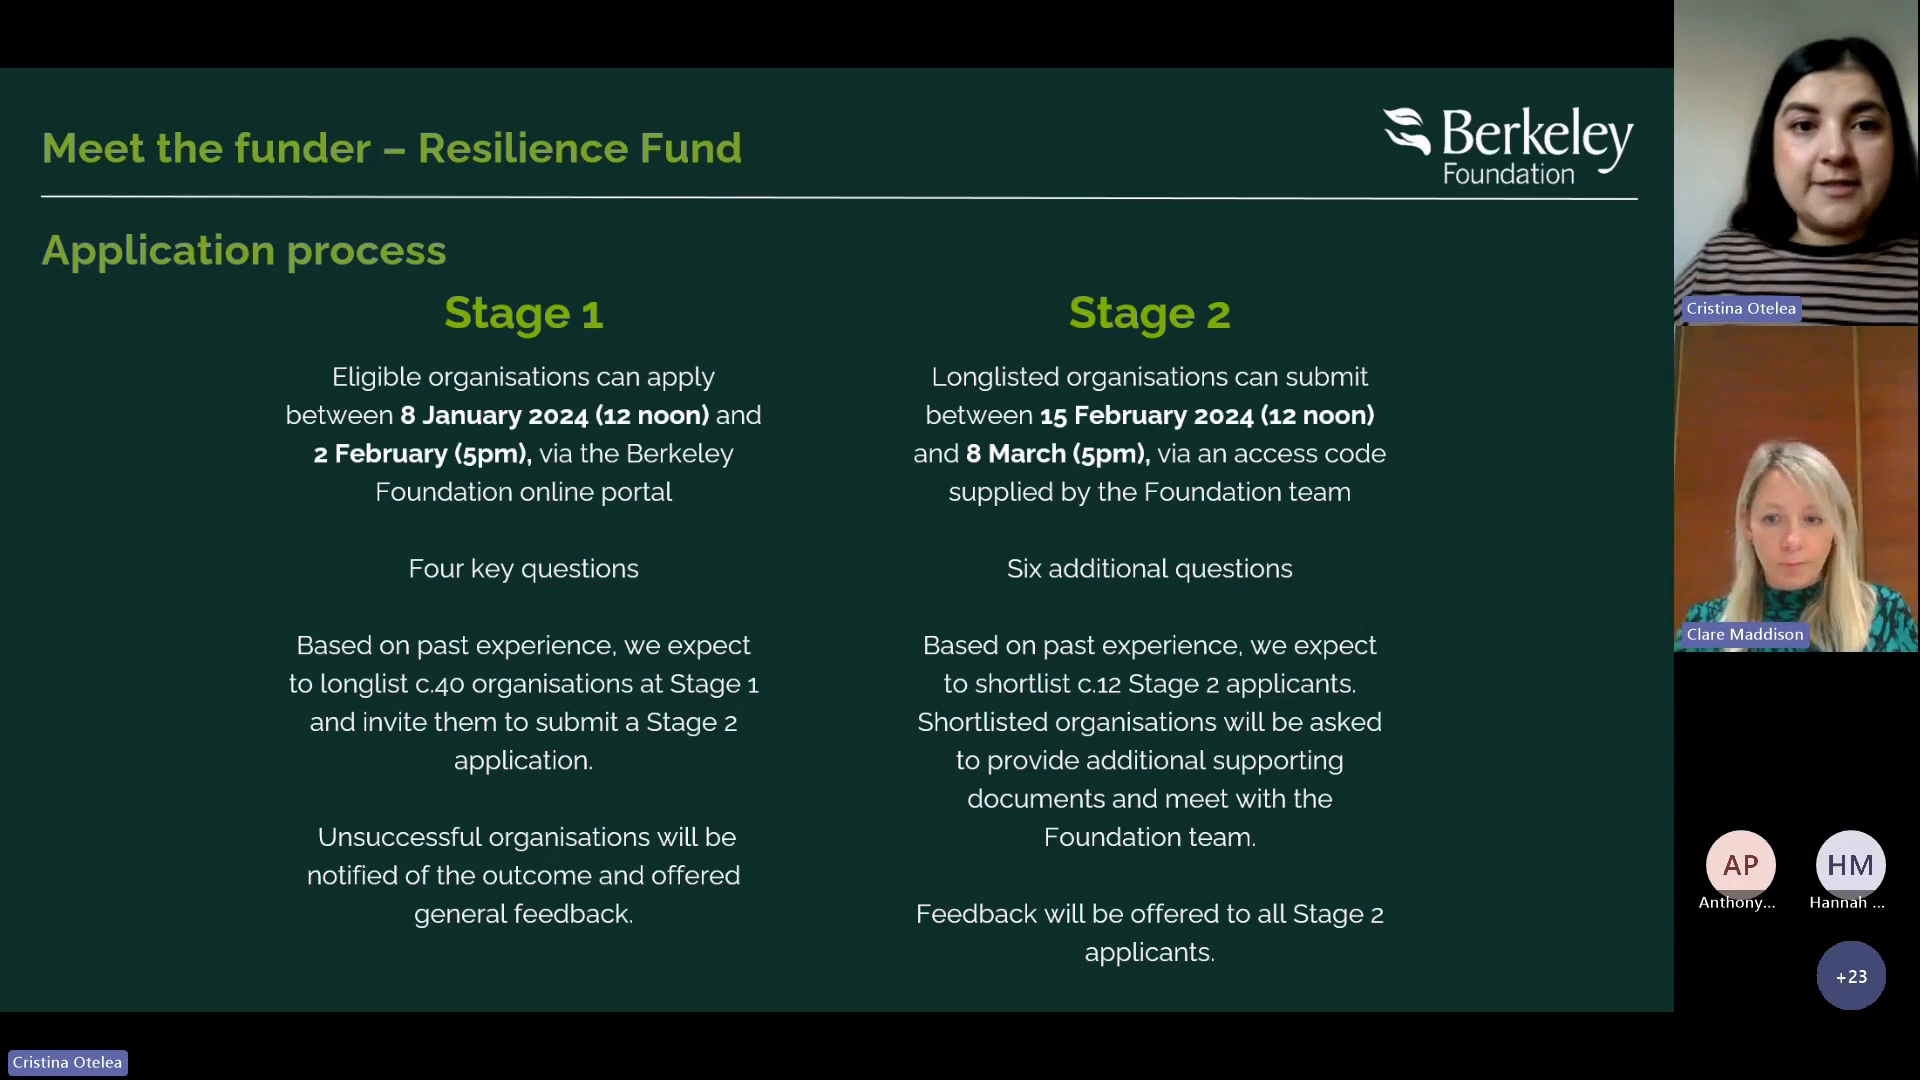 Meet the funder – Resilience Fund
Berkeley
Foundation
Application process
Stage 1
Eligible organisations can apply
between 8 January 2024 (12 noon) and
2 February (5pm), via the Berkeley
Foundation online portal
Four key questions
Based on past experience, we expect
to longlist c.40 organisations at Stage 1
and invite them to submit a Stage 2
application.
Unsuccessful organisations will be
notified of the outcome and offered
general feedback.
Stage 2
Longlisted organisations can submit
between 15 February 2024 (12 noon)
and 8 March (5pm), via an access code
supplied by the Foundation team
Six additional questions
Based on past experience, we expect
to shortlist c.12 Stage 2 applicants.
Shortlisted organisations will be asked
to provide additional supporting
documents and meet with the
Foundation team.
Feedback will be offered to all Stage 2
applicants.
Cristina Otelea
Clare Maddison
AP
Anthony...
HM
Hannah ...
+23
Cristina Otelea